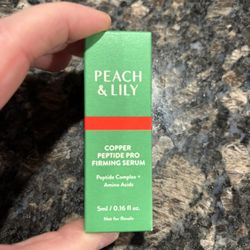 PEACH
& LILY
COPPER
PEPTIDE PRO
FIRMING SERUM
Peptide Complex +
Amino Acids
5ml / 0.16 fl oz.
Not for Resale